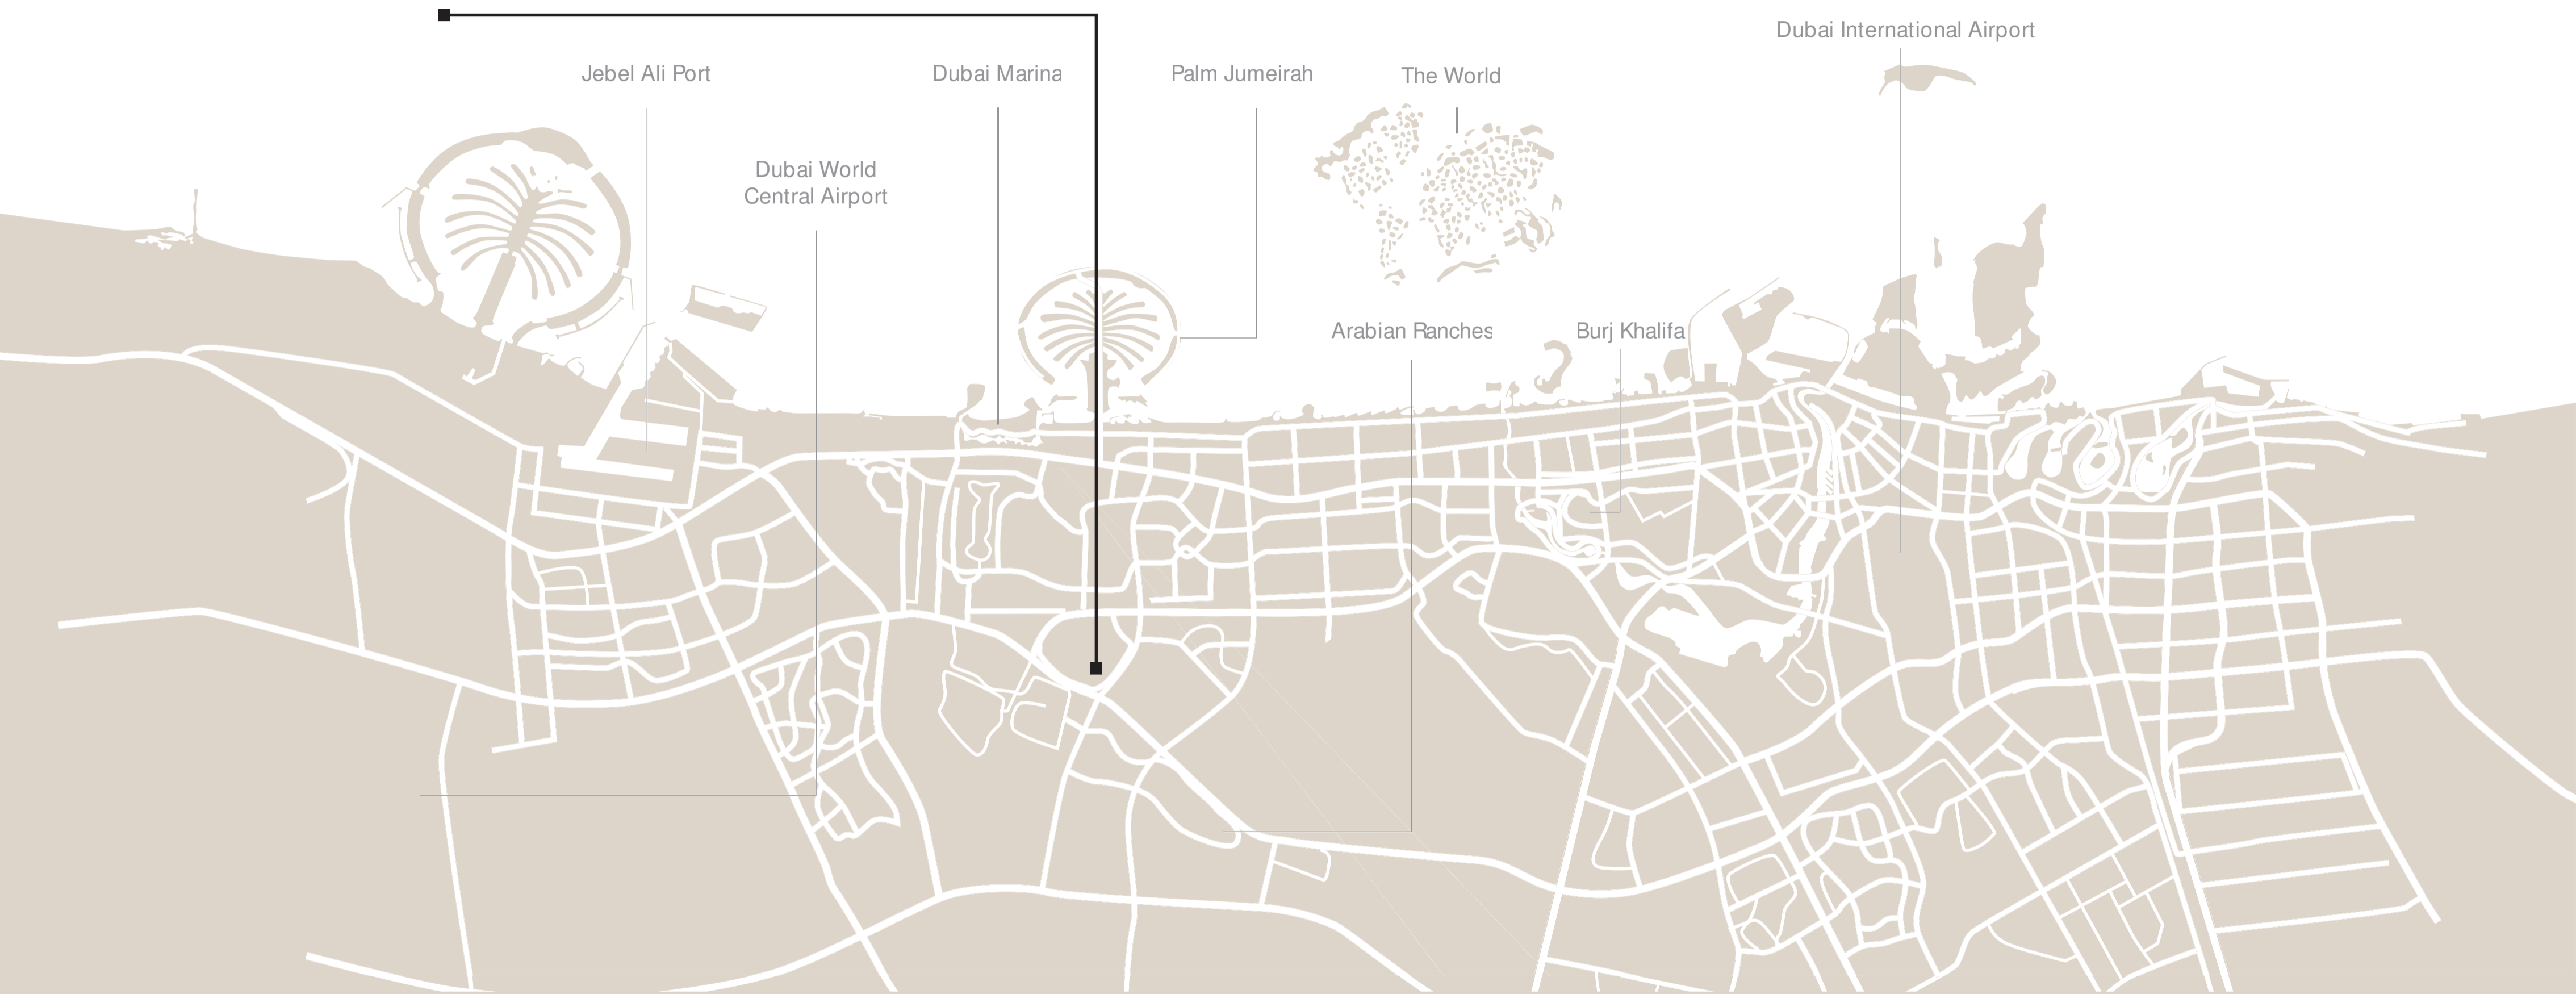 Dubai International Airport
Jebel Ali Port
Dubai Marina
Palm Jumeirah
The World
Dubai World
Central Airport
Arabian Ranches
Burj Khalifa